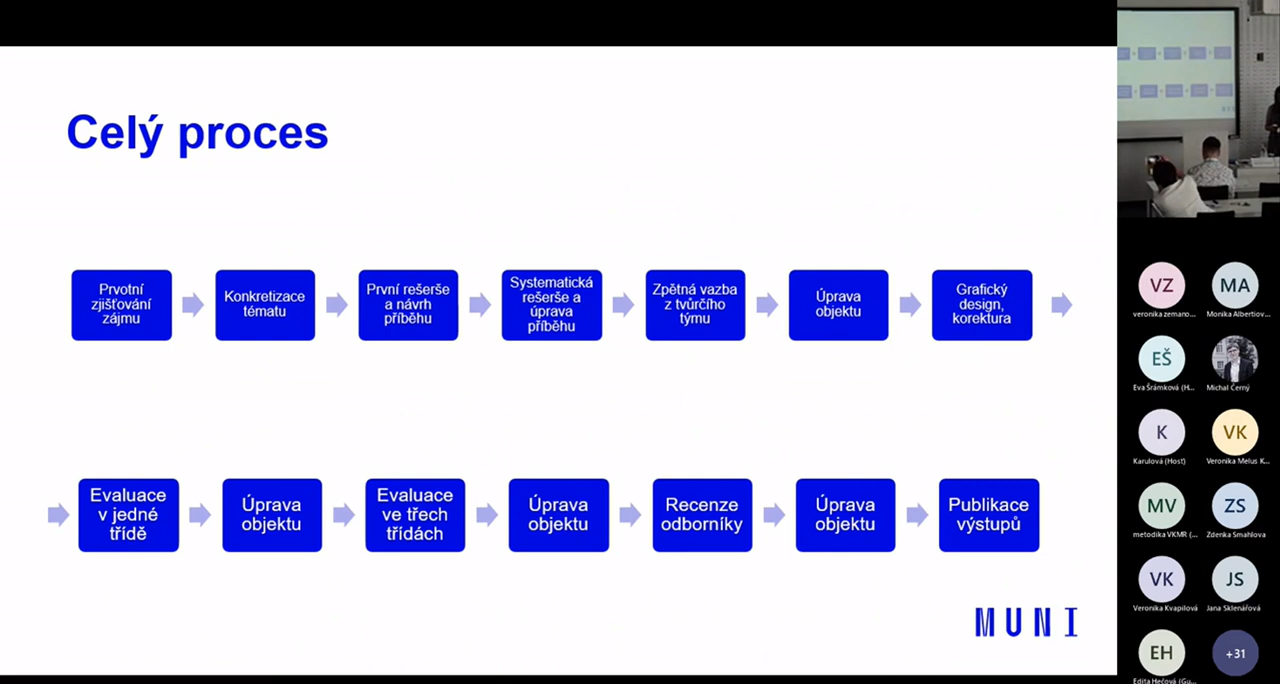 Celý proces
Prvotní
zjišťování
zájmu
Konkretizace
tématu
První rešerše
a návrh
příběhu
Systematická
rešerše a
úprava
příběhu
Zpětná vazba
z tvůrčího
týmu
Úprava
objektu
Grafický
design,
korektura
Evaluace
v jedné
třídě
Úprava
objektu
Evaluace
ve třech
třídách
Úprava
objektu
Recenze
odborníky
Úprava
objektu
Publikace
výstupů
MUNI
VZ
veronika zemano...
MA
Monika Albertiov...
EŠ
Eva Šrámková (H...
Michal Černý
K
Karulová (Host)
VK
Veronika Melus K...
MV
metodika VKMR (...
ZS
Zdenka Smahlova
VK
Veronika Kvapilová
JS
Jana Sklenářová
EH
Edita Hečová (Gu...
+31